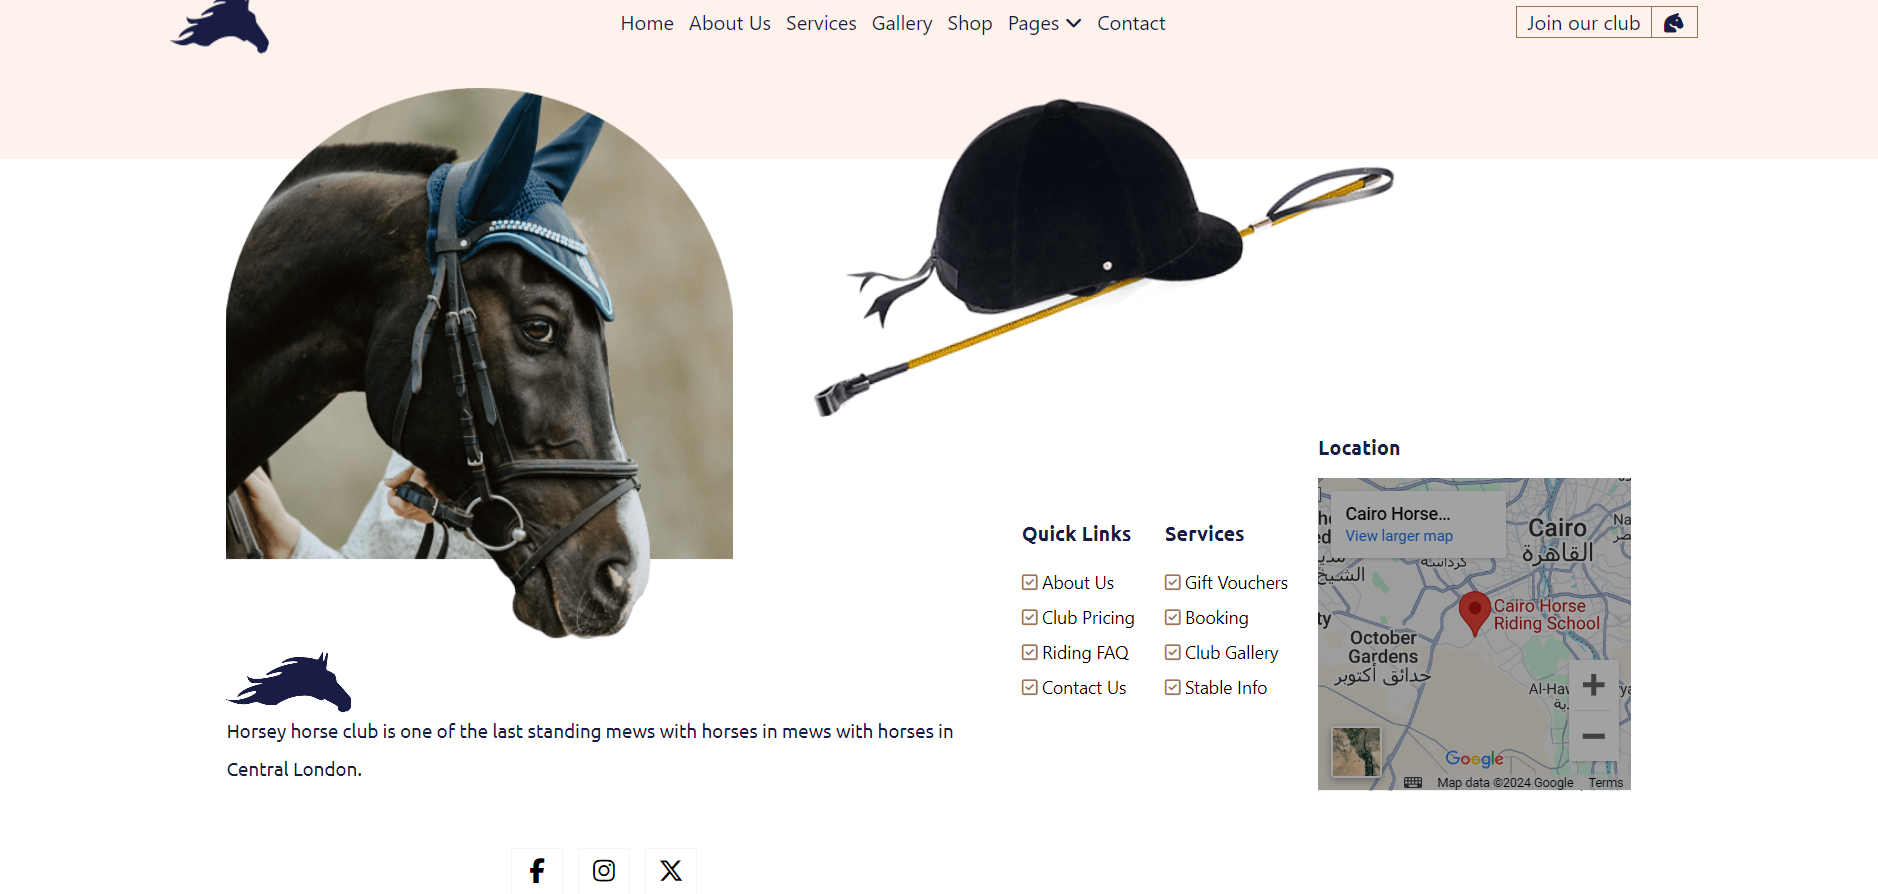 Home About Us Services Gallery Shop Pages Contact
Join our club
Location
Cairo Horse...
View larger map
Cairo
القاهرة
كرداسة
الشيخ
Cairo Horse
Riding School
October
Gardens
حدائق أكتوبر
Al-Haw
Google
Map data ©2024 Google Terms
Quick Links
About Us
Club Pricing
Riding FAQ
Contact Us
Services
Gift Vouchers
Booking
Club Gallery
Stable Info
Horsey horse club is one of the last standing mews with horses in mews with horses in
Central London.